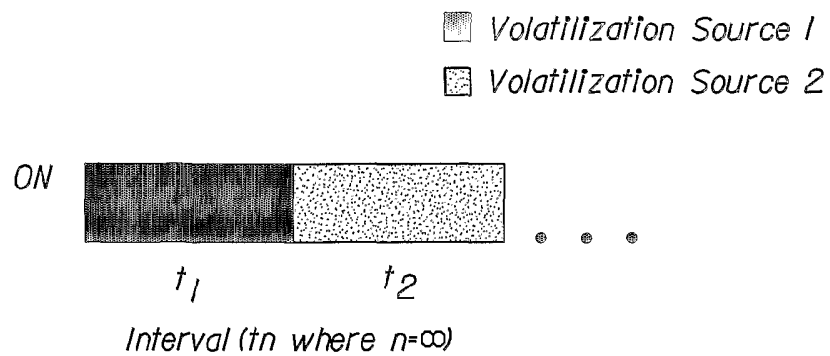 Volatilization Source 1
Volatilization Source 2
ON
t1 t2
Interval (tn where n=∞)